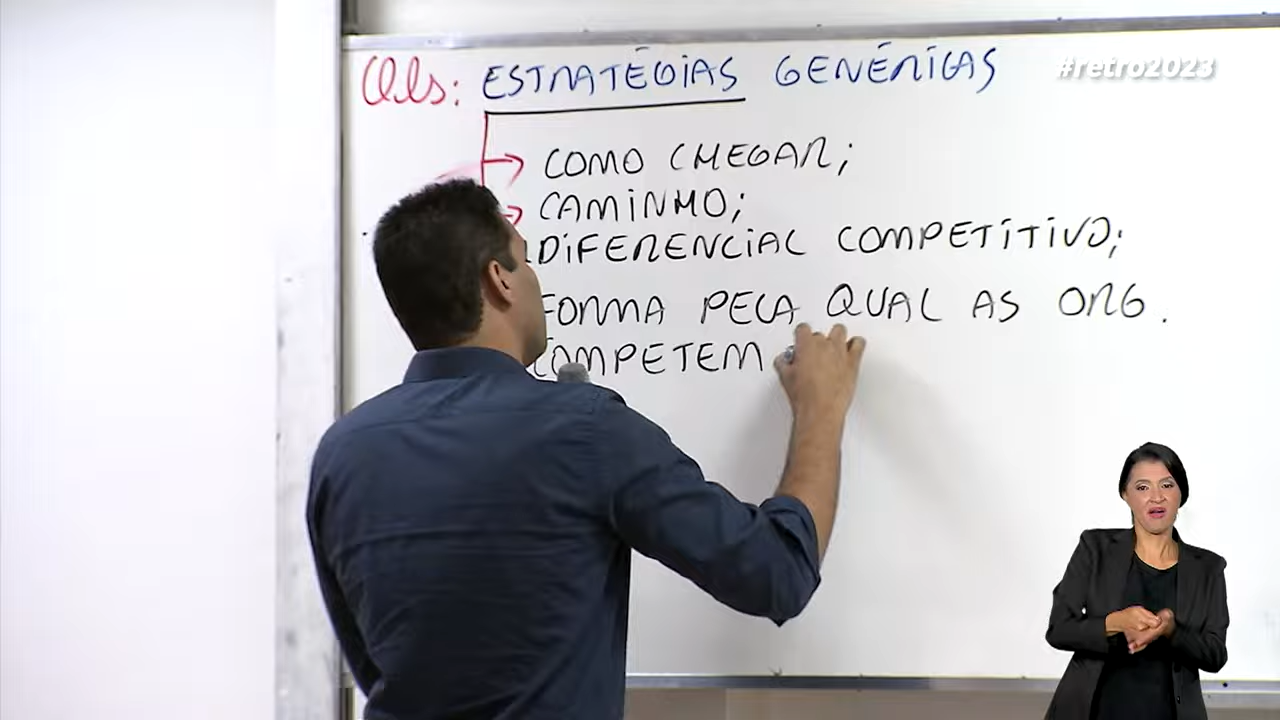 Obs: ESTRATÉGIAS GENÉRICAS
#retro2023
COMO CHEGAR;
CAMINHO;
DIFERENCIAL COMPETITIVO;
FORMA PELA QUAL AS ORG.
COMPETEM